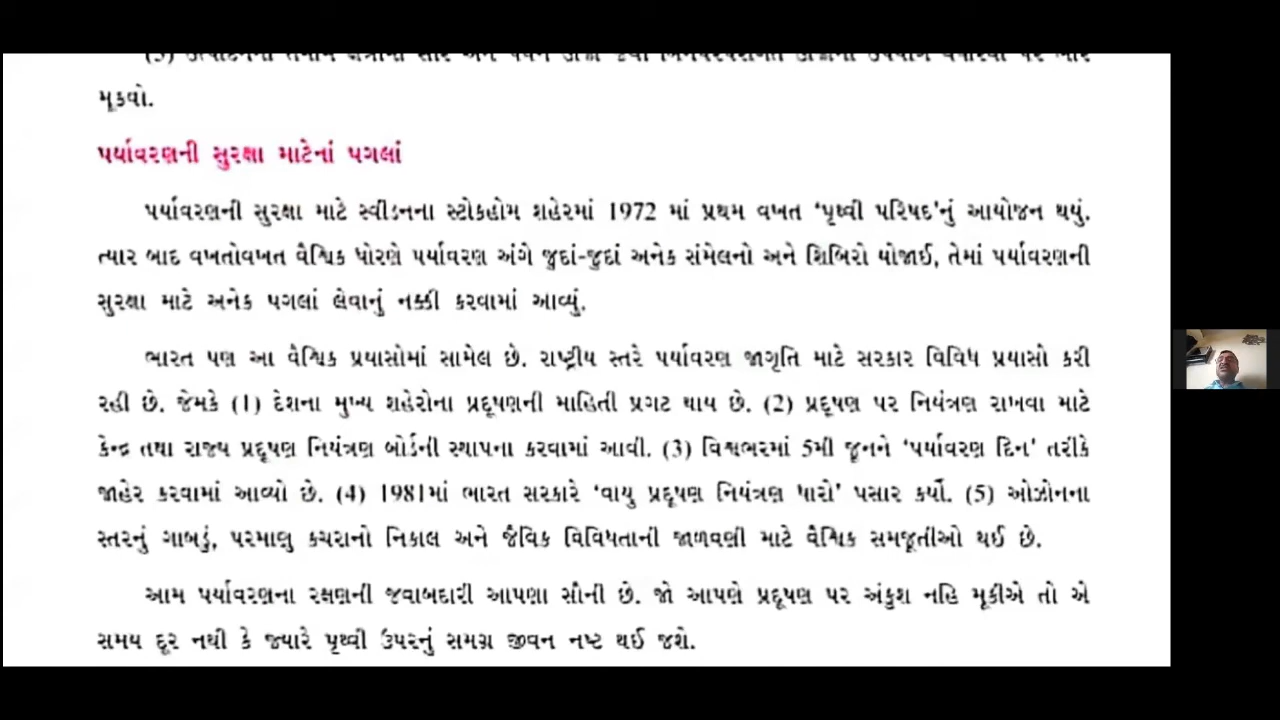 મૂકવો.
પર્યાવરણની સુરક્ષા માટેનાં પગલાં
પર્યાવરણની સુરક્ષા માટે સ્વીડનના સ્ટોકહોમ શહેરમાં 1972 માં પ્રથમ વખત ‘પૃથ્વી પરિષદ’નું આયોજન થયું.
ત્યાર બાદ વખતોવખત વૈશ્વિક ધોરણે પર્યાવરણ અંગે જુદાં-જુદાં અનેક સંમેલનો અને શિબિરો યોજાઈ, તેમાં પર્યાવરણની
સુરક્ષા માટે અનેક પગલાં લેવાનું નક્કી કરવામાં આવ્યું.
ભારત પણ આ વૈશ્વિક પ્રયાસોમાં સામેલ છે. રાષ્ટ્રીય સ્તરે પર્યાવરણ જાગૃતિ માટે સરકાર વિવિધ પ્રયાસો કરી
રહી છે. જેમકે (1) દેશના મુખ્ય શહેરોના પ્રદૂષણની માહિતી પ્રગટ થાય છે. (2) પ્રદૂષણ પર નિયંત્રણ રાખવા માટે
કેન્દ્ર તથા રાજ્ય પ્રદૂષણ નિયંત્રણ બોર્ડની સ્થાપના કરવામાં આવી. (3) વિશ્વભરમાં 5મી જૂનને ‘પર્યાવરણ દિન’ તરીકે
જાહેર કરવામાં આવ્યો છે. (4) 1981માં ભારત સરકારે ‘વાયુ પ્રદૂષણ નિયંત્રણ ધારો’ પસાર કર્યો. (5) ઓઝોનના
સ્તરનું ગાબડું, પરમાણુ કચરાનો નિકાલ અને જૈવિક વિવિધતાની જાળવણી માટે વૈશ્વિક સમજૂતીઓ થઈ છે.
આમ પર્યાવરણના રક્ષણની જવાબદારી આપણા સૌની છે. જો આપણે પ્રદૂષણ પર અંકુશ નહિ મૂકીએ તો એ
સમય દૂર નથી કે જ્યારે પૃથ્વી ઉપરનું સમગ્ર જીવન નષ્ટ થઈ જશે.